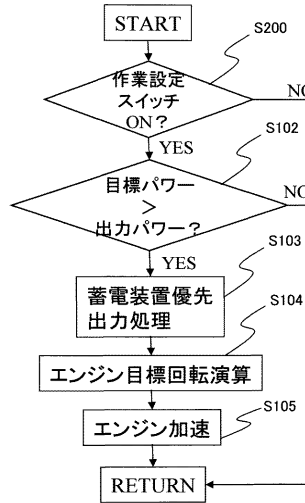 START
S200
作業設定
スイッチ
ON？
NO
YES
S102
目標パワー
＞
出力パワー？
NO
YES
S103
蓄電装置優先
出力処理
S104
エンジン目標回転演算
S105
エンジン加速
RETURN